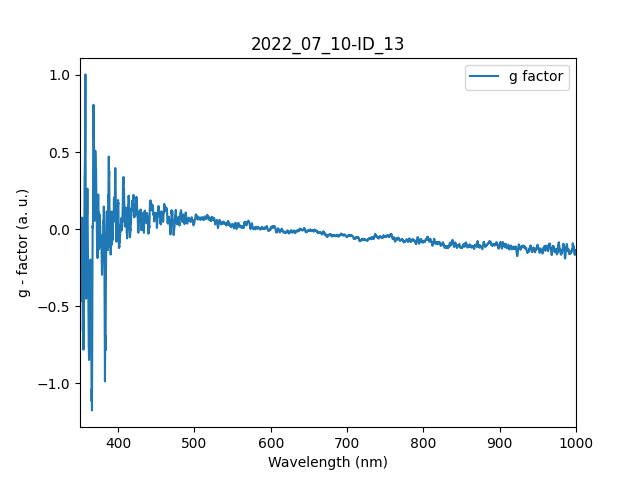 2022_07_10-ID_13
g factor
1.0
0.5
0.0
−0.5
−1.0
g - factor (a. u.)
400 500 600 700 800 900 1000
Wavelength (nm)